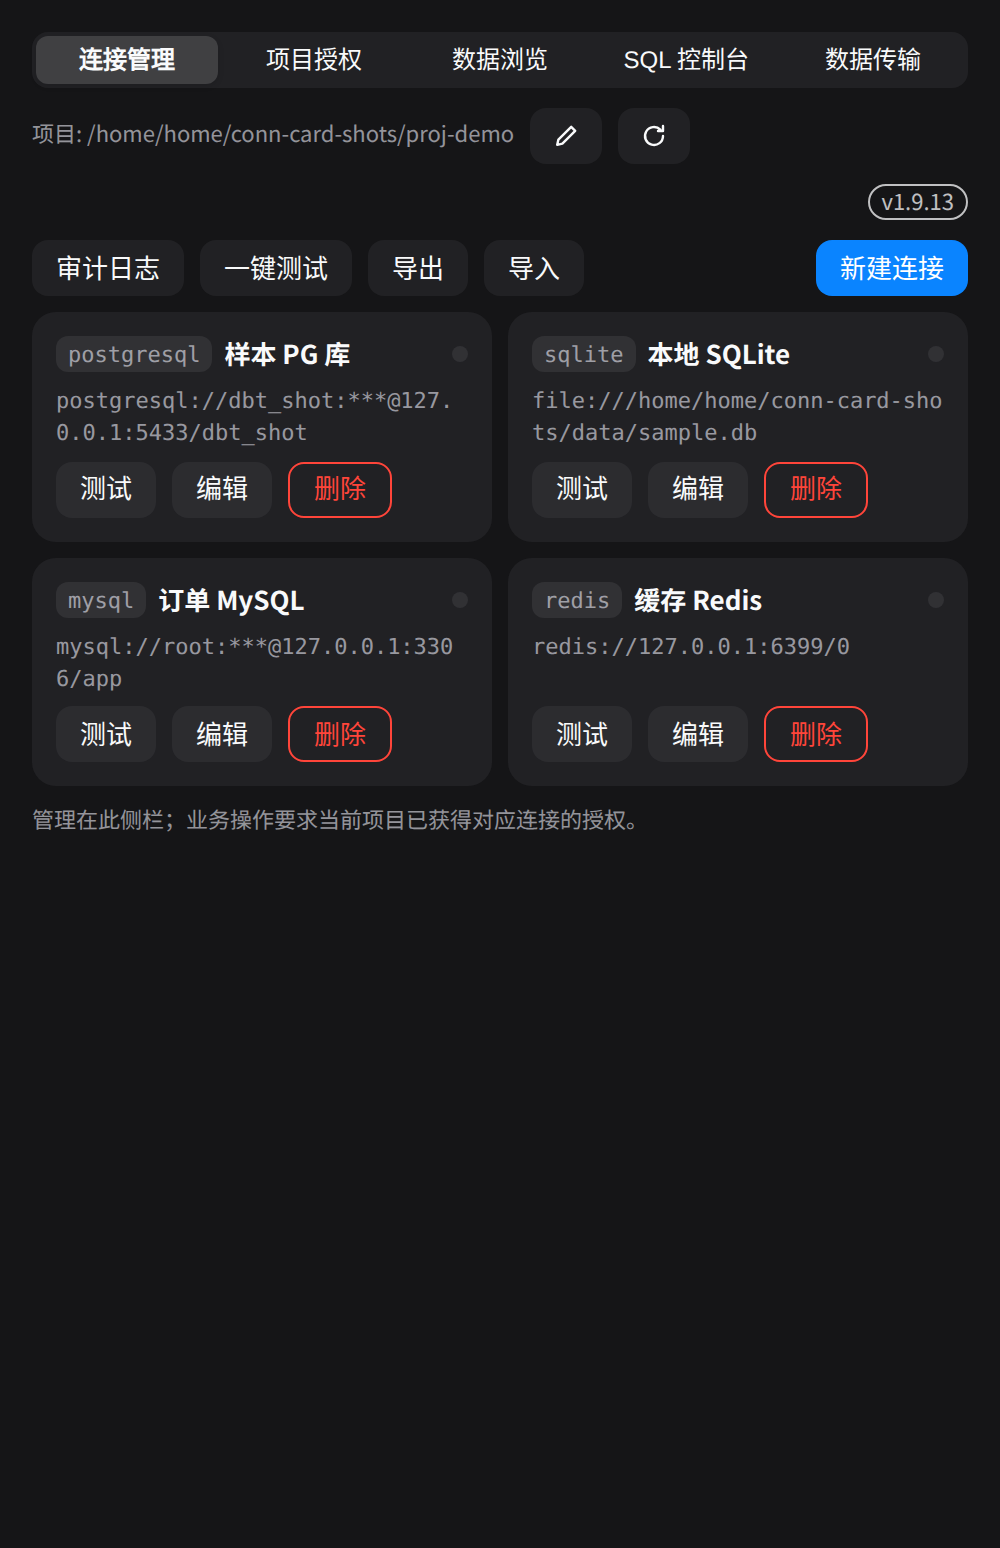 连接管理 项目授权 数据浏览 SQL 控制台 数据传输
项目: /home/home/conn-card-shots/proj-demo
v1.9.13
审计日志 一键测试 导出 导入 新建连接
postgresql 样本 PG 库
postgresql://dbt_shot:***@127.
0.0.1:5433/dbt_shot
测试 编辑 删除
sqlite 本地 SQLite
file:///home/home/conn-card-sho
ts/data/sample.db
测试 编辑 删除
mysql 订单 MySQL
mysql://root:***@127.0.0.1:330
6/app
测试 编辑 删除
redis 缓存 Redis
redis://127.0.0.1:6399/0
测试 编辑 删除
管理在此侧栏；业务操作要求当前项目已获得对应连接的授权。